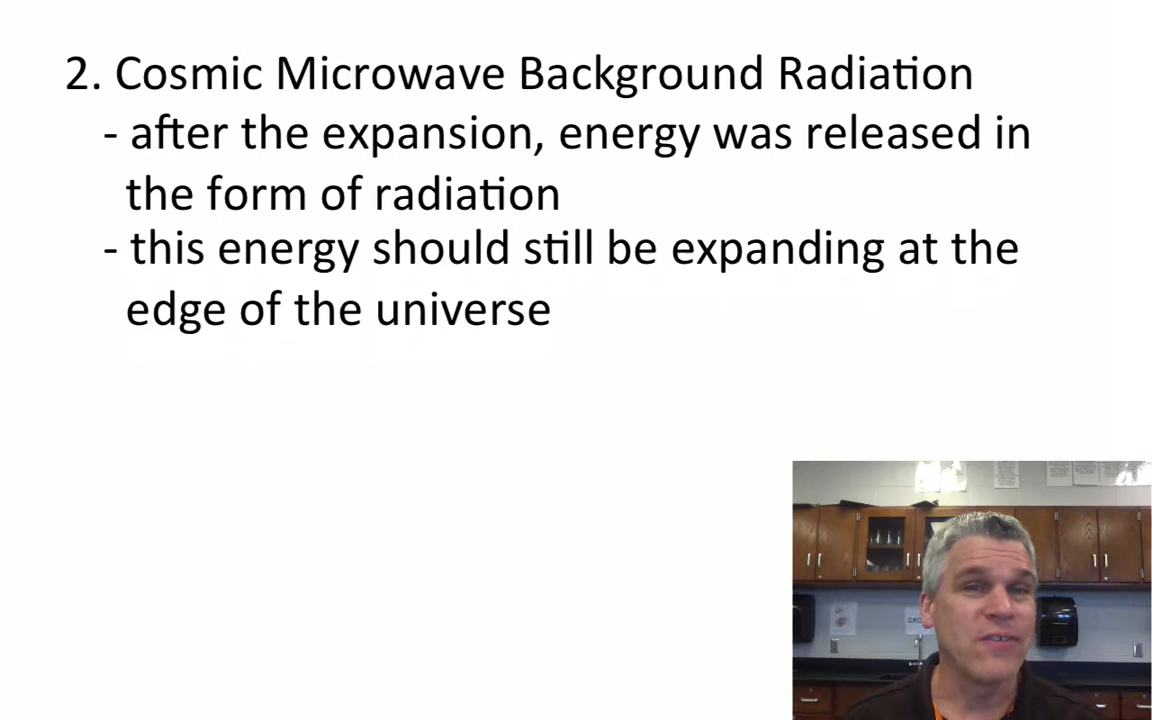 2. Cosmic Microwave Background Radiation
- after the expansion, energy was released in
the form of radiation
- this energy should still be expanding at the
edge of the universe